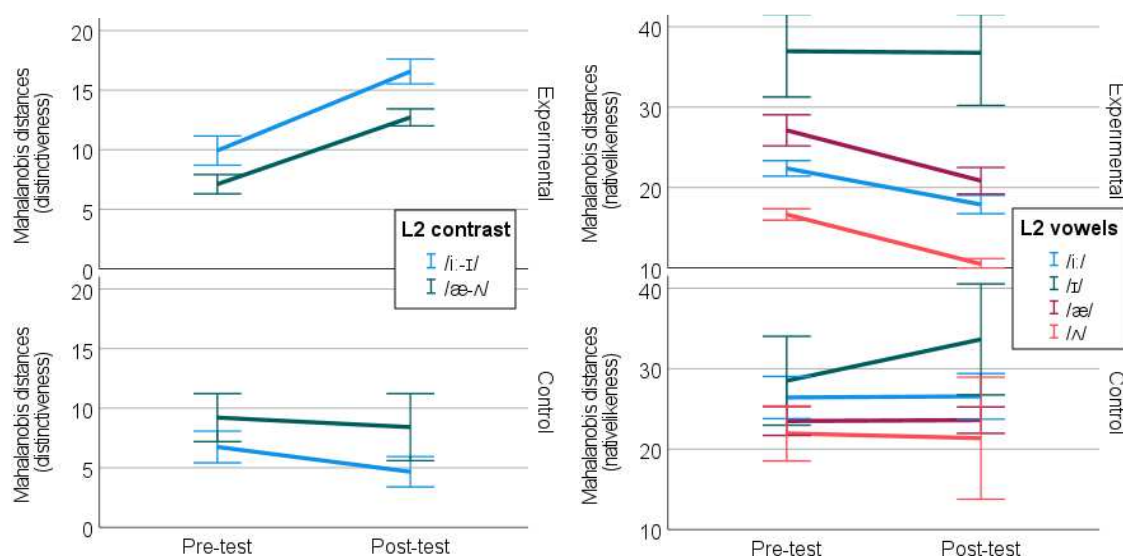 20
15
10
5
0
Mahalanobis distances
(distinctiveness)
Experimental
L2 contrast
/iː-ɪ/
/æ-ʌ/
20
15
10
5
0
Mahalanobis distances
(distinctiveness)
Control
Pre-test
Post-test
40
30
20
10
Mahalanobis distances
(nativelikeness)
Experimental
L2 vowels
/iː/
/ɪ/
/æ/
/ʌ/
40
30
20
10
Mahalanobis distances
(nativelikeness)
Control
Pre-test
Post-test